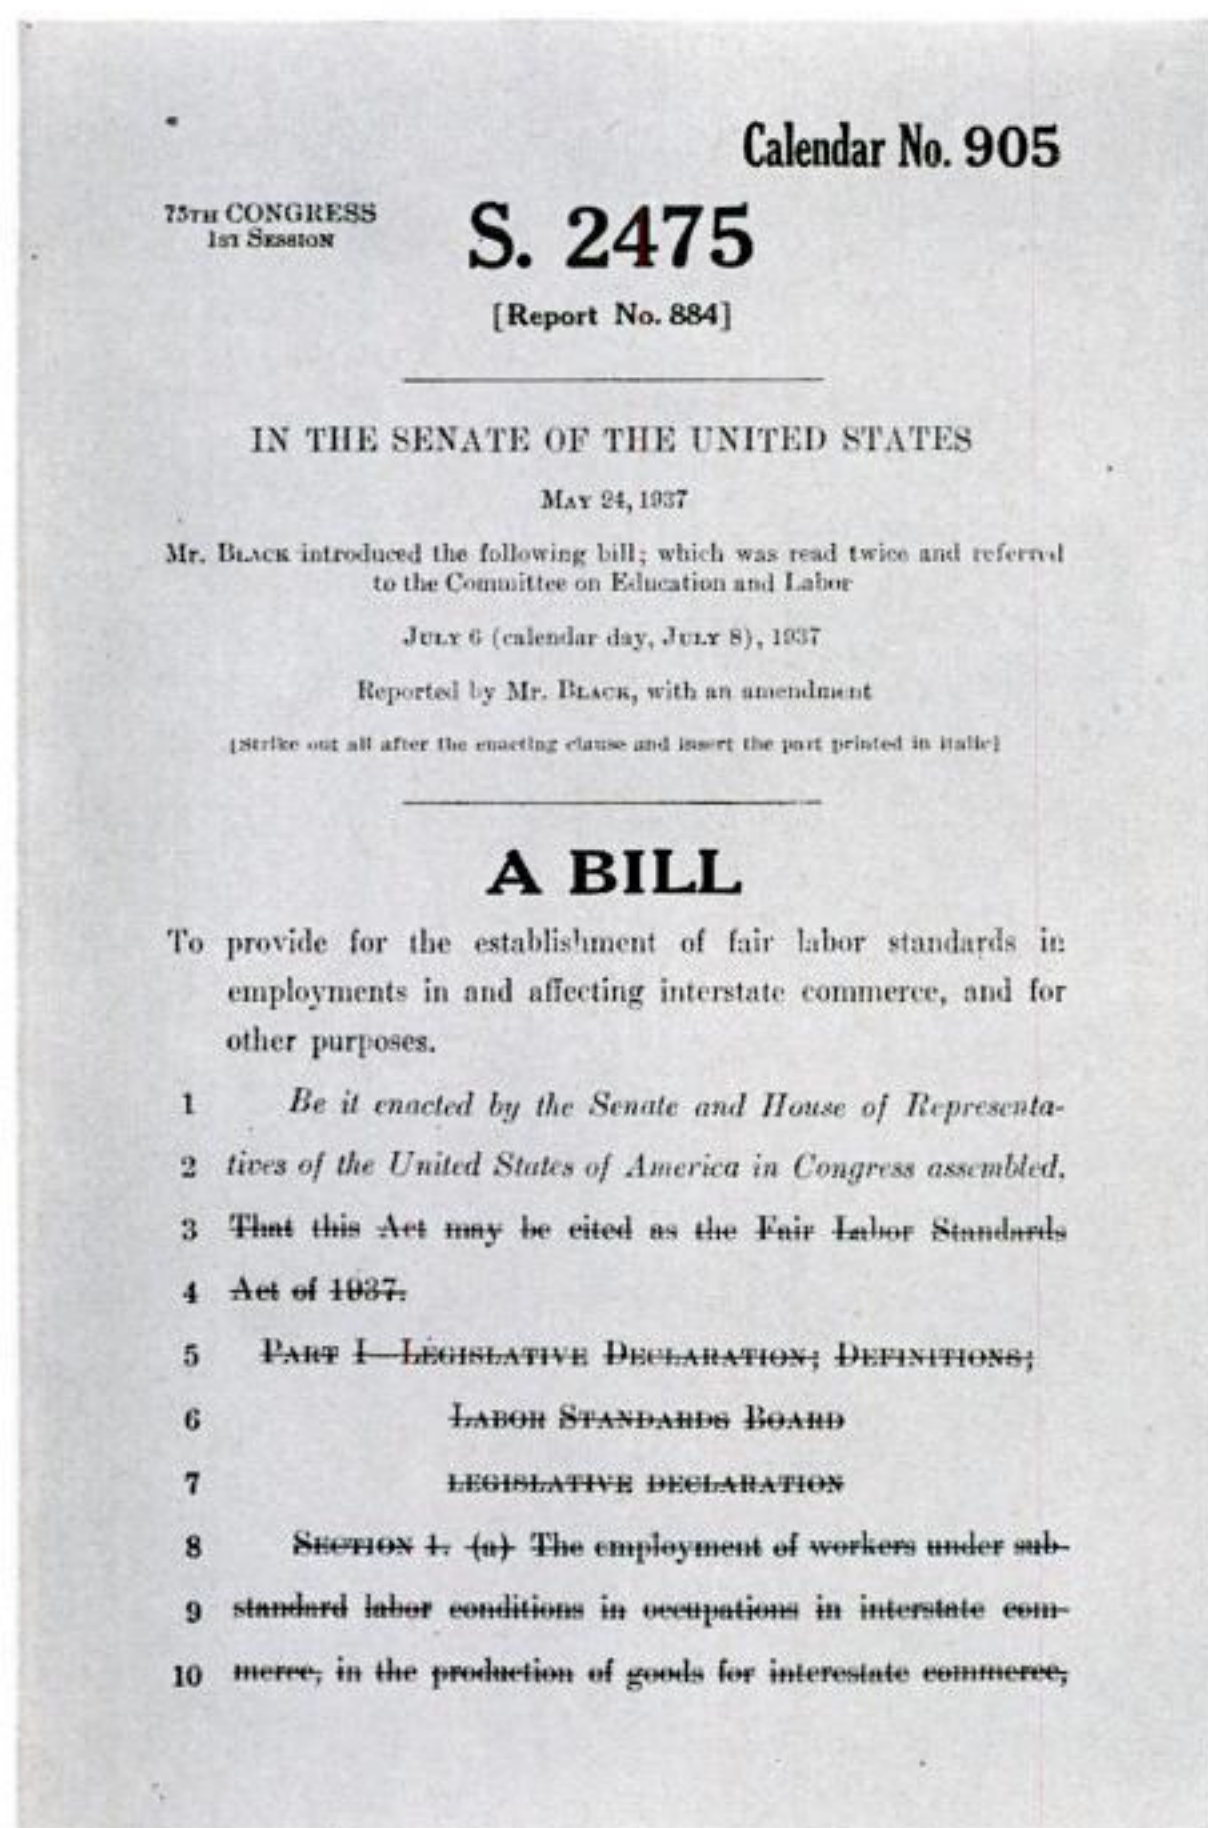 Calendar No. 905
75TH CONGRESS
1ST SESSION
S. 2475
[Report No. 884]
IN THE SENATE OF THE UNITED STATES
MAY 24, 1937
Mr. BLACK introduced the following bill; which was read twice and referred
to the Committee on Education and Labor
JULY 6 (calendar day, JULY 8), 1937
Reported by Mr. BLACK, with an amendment
[Strike out all after the enacting clause and insert the part printed in italic]
A BILL
To provide for the establishment of fair labor standards in
employments in and affecting interstate commerce, and for
other purposes.
1 Be it enacted by the Senate and House of Representa-
2 tives of the United States of America in Congress assembled,
3 That this Act may be cited as the Fair Labor Standards
4 Act of 1937.
5 PART I—LEGISLATIVE DECLARATION; DEFINITIONS;
6 LABOR STANDARDS BOARD
7 LEGISLATIVE DECLARATION
8 SECTION 1. (a) The employment of workers under sub-
9 standard labor conditions in occupations in interstate com-
10 merce, in the production of goods for interestate commerce,